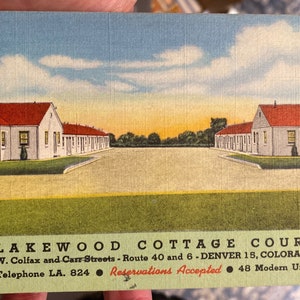 LAKEWOOD COTTAGE COUR
W. Colfax and Carr Streets - Route 40 and 6 - DENVER 15, COLORA
Telephone LA. 824 • Reservations Accepted • 48 Modern U